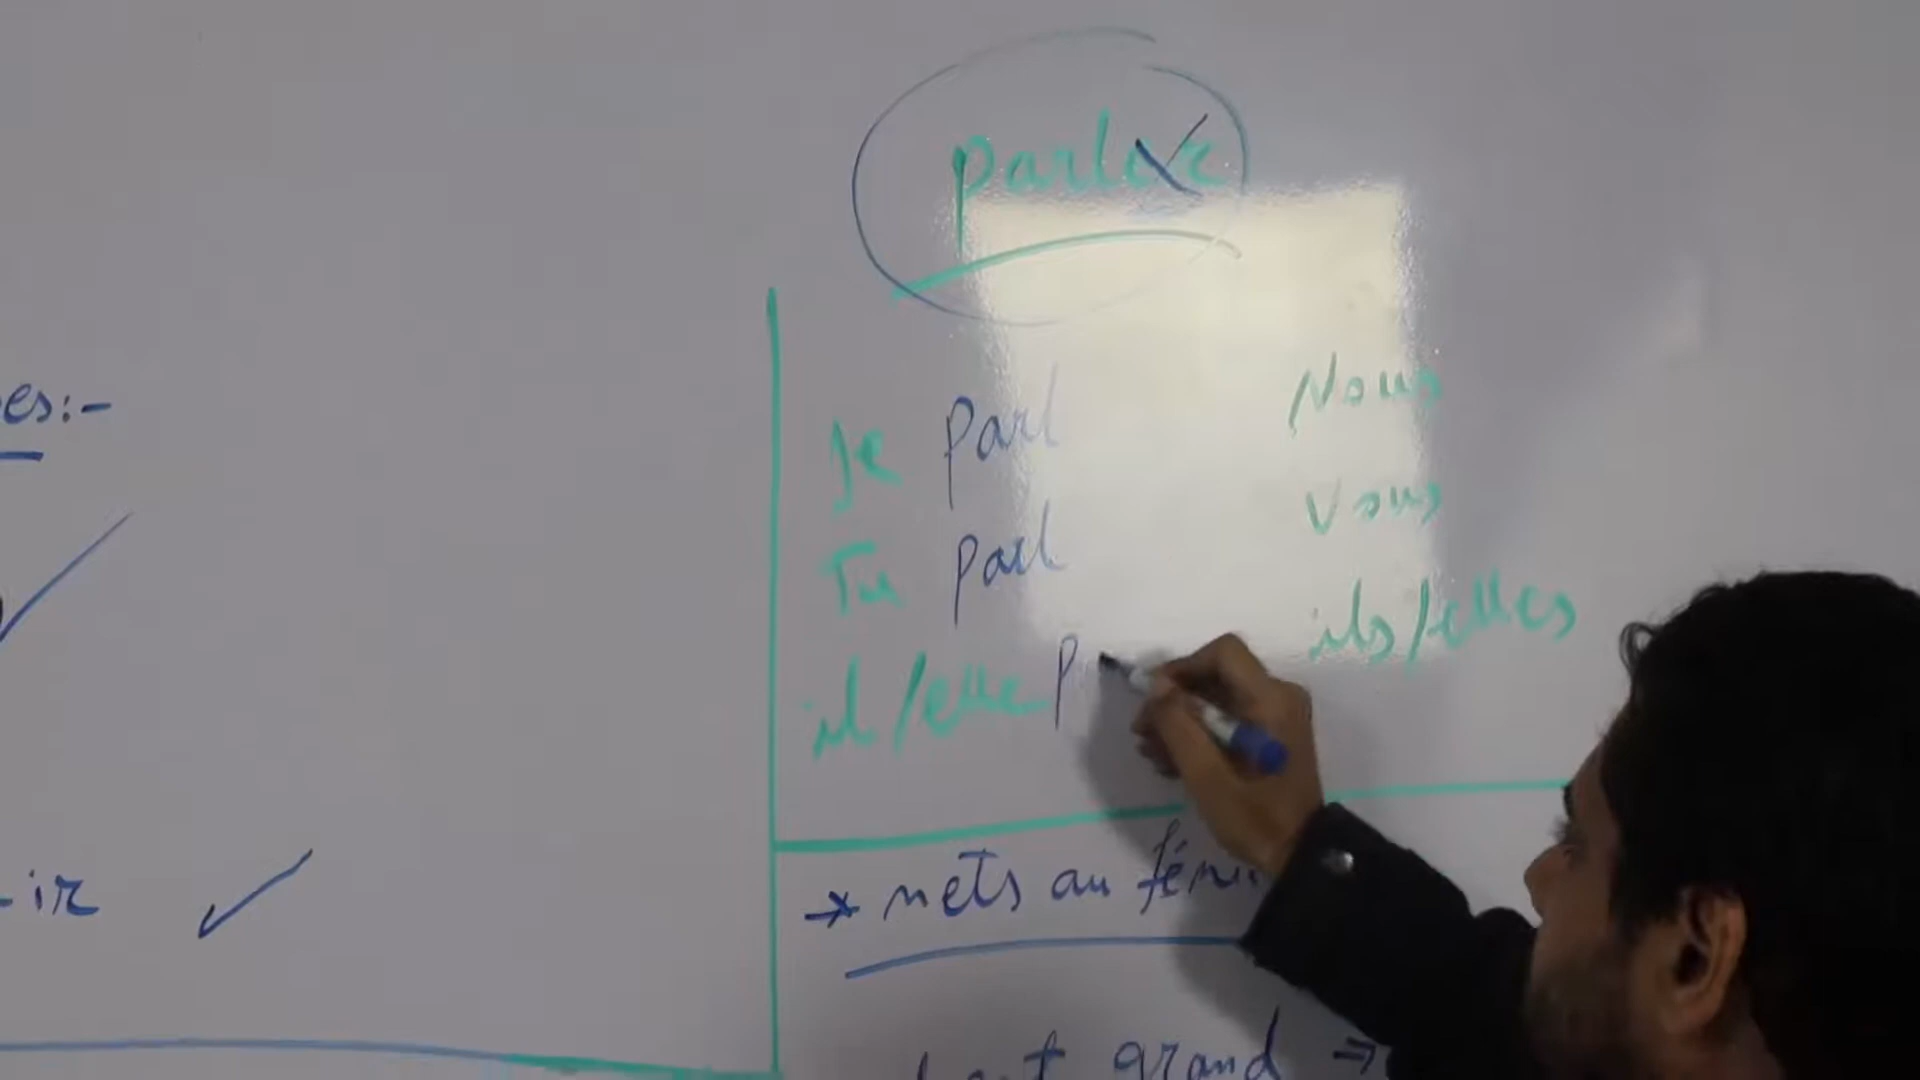 parler
es:-
Je parl
Nous
Tu parl
Vous
il/elle P
ils/elles
-ir
→ mets au fémi
grand →